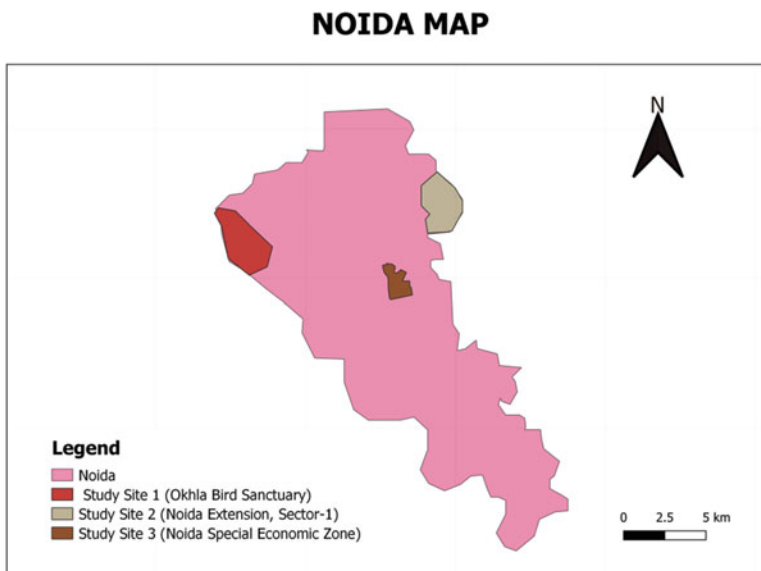 NOIDA MAP
N
Legend
Noida
Study Site 1 (Okhla Bird Sanctuary)
Study Site 2 (Noida Extension, Sector-1)
Study Site 3 (Noida Special Economic Zone)
0 2.5 5 km